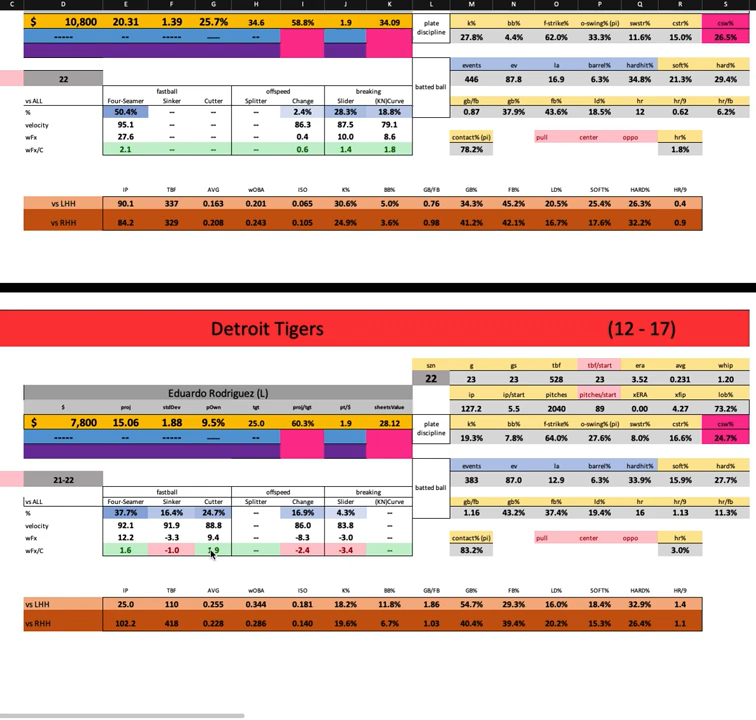 C D E F G H I J K L M N O P Q R S
$ 10,800 20.31 1.39 25.7% 34.6 58.8% 1.9 34.09
----- -- ---- --
plate discipline
k% bb% f-strike% o-swing% (pi) swstr% cstr% csw%
27.8% 4.4% 62.0% 33.3% 11.6% 15.0% 26.5%
22
batted ball
events ev la barrel% hardhit% soft% hard%
446 87.8 16.9 6.3% 34.8% 21.3% 29.4%
gb/fb gb% fb% ld% hr hr/9 hr/fb
0.87 37.9% 43.6% 18.5% 12 0.62 6.2%
contact% (pi) pull center oppo hr%
78.2% 1.8%
fastball offspeed breaking
vs ALL Four-Seamer Sinker Cutter Splitter Change Slider (KN)Curve
% 50.4% -- -- -- 2.4% 28.3% 18.8%
velocity 95.1 -- -- -- 86.3 87.5 79.1
wFx 27.6 -- -- -- 0.4 10.0 8.6
wFx/C 2.1 -- -- -- 0.6 1.4 1.8
IP TBF AVG wOBA ISO K% BB% GB/FB GB% FB% LD% SOFT% HARD% HR/9
vs LHH 90.1 337 0.163 0.201 0.065 30.6% 5.0% 0.76 34.3% 45.2% 20.5% 25.4% 26.3% 0.4
vs RHH 84.2 329 0.208 0.243 0.105 24.9% 3.6% 0.98 41.2% 42.1% 16.7% 17.6% 32.2% 0.9
Detroit Tigers (12 - 17)
szn g gs tbf tbf/start era avg whip
22 23 23 528 23 3.52 0.231 1.20
ip ip/start pitches pitches/start xERA xfip lob%
127.2 5.5 2040 89 0.00 4.27 73.2%
Eduardo Rodriguez (L)
$ proj stdDev pOwn tgt proj/tgt pt/$ sheetsValue
$ 7,800 15.06 1.88 9.5% 25.0 60.3% 1.9 28.12
----- -- ---- --
plate discipline
k% bb% f-strike% o-swing% (pi) swstr% cstr% csw%
19.3% 7.8% 64.0% 27.6% 8.0% 16.6% 24.7%
21-22
batted ball
events ev la barrel% hardhit% soft% hard%
383 87.0 12.9 6.3% 33.9% 15.9% 27.7%
gb/fb gb% fb% ld% hr hr/9 hr/fb
1.16 43.2% 37.4% 19.4% 16 1.13 11.3%
contact% (pi) pull center oppo hr%
83.2% 3.0%
fastball offspeed breaking
vs ALL Four-Seamer Sinker Cutter Splitter Change Slider (KN)Curve
% 37.7% 16.4% 24.7% -- 16.9% 4.3% --
velocity 92.1 91.9 88.8 -- 86.0 83.8 --
wFx 12.2 -3.3 9.4 -- -8.3 -3.0 --
wFx/C 1.6 -1.0 1.9 -- -2.4 -3.4 --
IP TBF AVG wOBA ISO K% BB% GB/FB GB% FB% LD% SOFT% HARD% HR/9
vs LHH 25.0 110 0.255 0.344 0.181 18.2% 11.8% 1.86 54.7% 29.3% 16.0% 18.4% 32.9% 1.4
vs RHH 102.2 418 0.228 0.286 0.140 19.6% 6.7% 1.03 40.4% 39.4% 20.2% 15.3% 26.4% 1.1